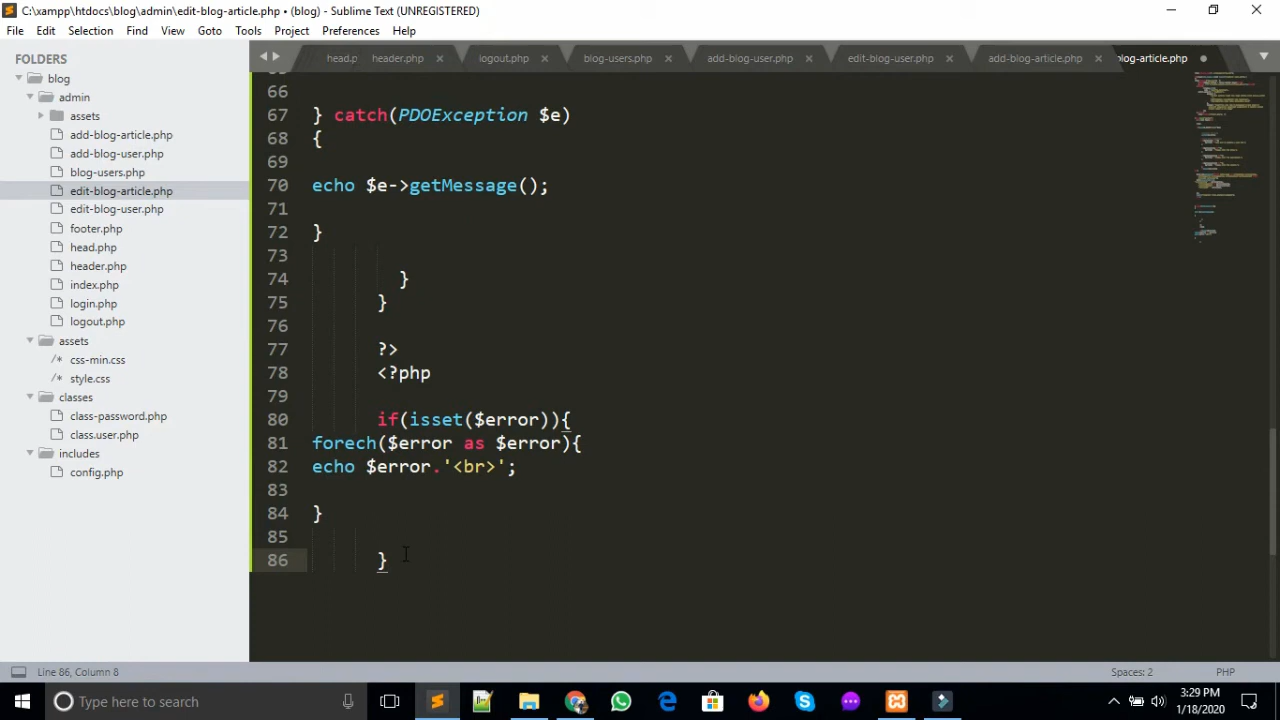 C:\xampp\htdocs\blog\admin\edit-blog-article.php • (blog) - Sublime Text (UNREGISTERED)
File Edit Selection Find View Goto Tools Project Preferences Help
FOLDERS
blog
admin
assets
add-blog-article.php
add-blog-user.php
blog-users.php
edit-blog-article.php
edit-blog-user.php
footer.php
head.php
header.php
index.php
login.php
logout.php
assets
/* css-min.css
/* style.css
classes
class-password.php
class.user.php
includes
config.php
head.p header.php logout.php blog-users.php add-blog-user.php edit-blog-user.php add-blog-article.php blog-article.php
66
67 } catch(PDOException $e)
68 {
69
70 echo $e->getMessage();
71
72 }
73
74 }
75 }
76
77 ?>
78 <?php
79
80 if(isset($error)){
81 forech($error as $error){
82 echo $error.'<br>';
83
84 }
85
86 }
Line 86, Column 8 Spaces: 2 PHP
Type here to search
3:29 PM
1/18/2020